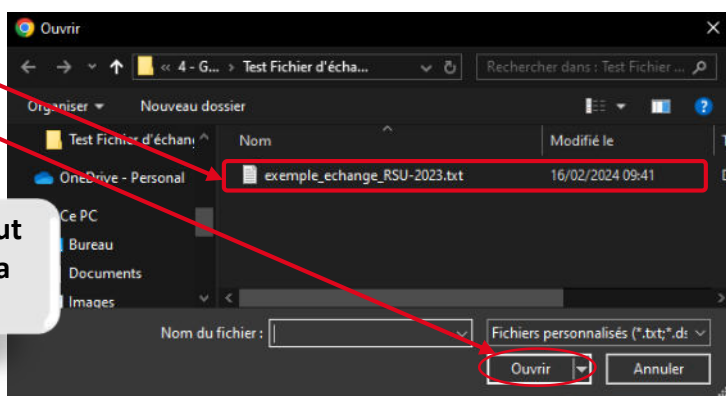 Ouvrir
« 4 - G... › Test Fichier d'écha...
Rechercher dans : Test Fichier ...
Organiser
Nouveau dossier
Test Fichier d'échan
Nom
Modifié le
OneDrive - Personal
exemple_echange_RSU-2023.txt
16/02/2024 09:41
Ce PC
Bureau
Documents
Images
Nom du fichier :
Fichiers personnalisés (*.txt;*.d
Ouvrir
Annuler